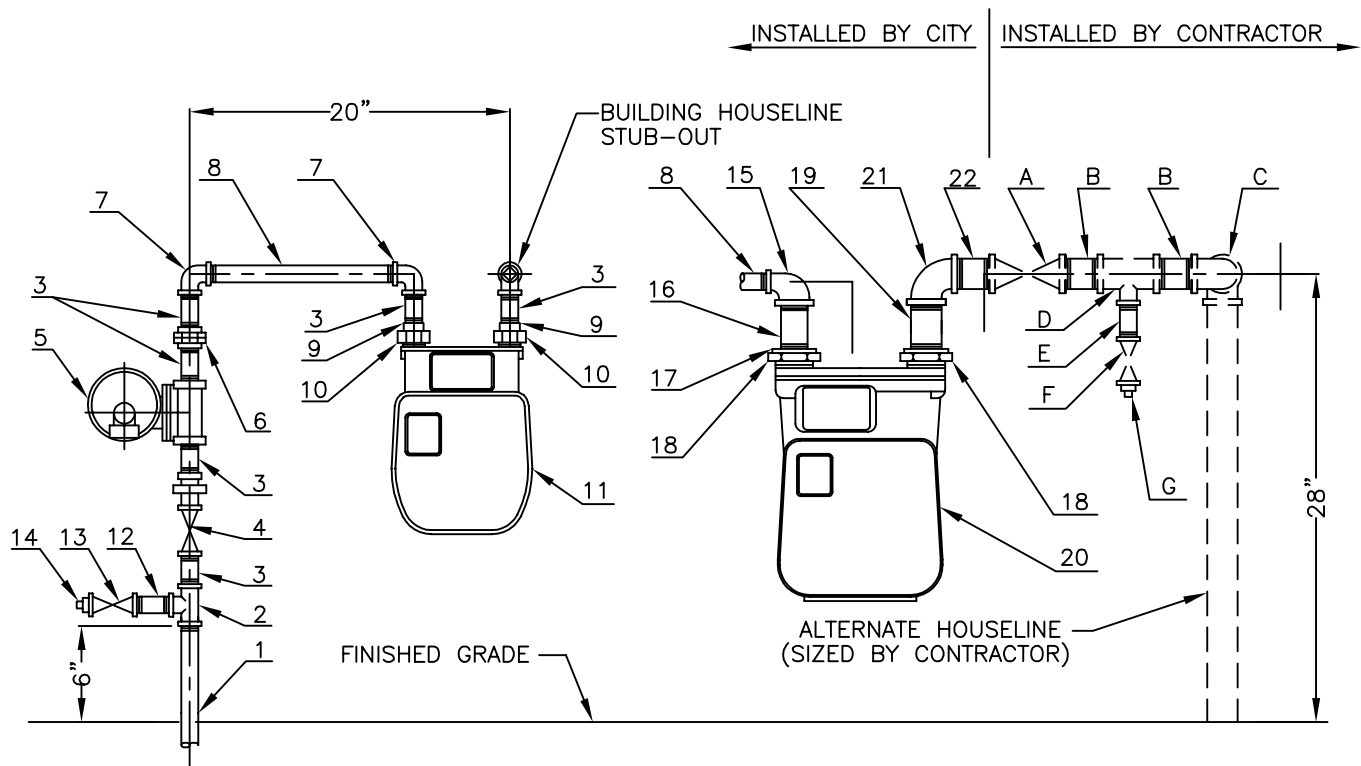 INSTALLED BY CITY
INSTALLED BY CONTRACTOR
20"
BUILDING HOUSELINE
STUB-OUT
8
7
7
8
15
19
21
22
A
B
B
C
3
3
3
16
5
9
9
D
E
10
10
6
17
F
18
3
11
G
18
28"
14
13
12
4
3
20
2
ALTERNATE HOUSELINE
(SIZED BY CONTRACTOR)
FINISHED GRADE
1
6"